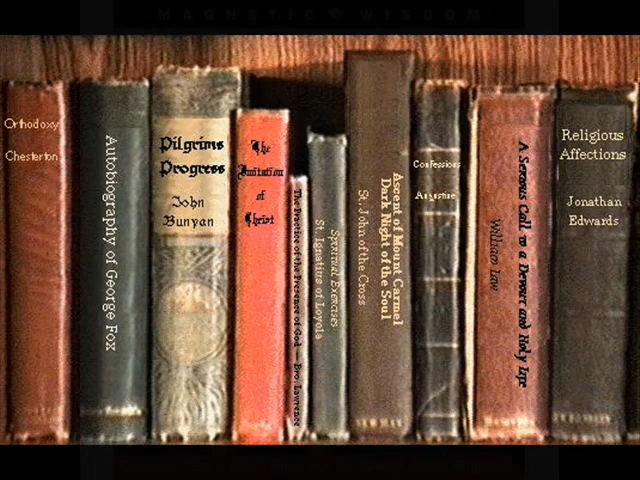 MAGNETIC WISDOM
Orthodoxy
Chesterton
Autobiography of George Fox
Pilgrims
Progress
John
Bunyan
The
Imitation
of
Christ
The Practice of the Presence of God — Bro. Lawrence
Spiritual Exercises
St. Ignatius of Loyola
Ascent of Mount Carmel
Dark Night of the Soul
St. John of the Cross
Confessions
Augustine
A Serious Call to a Devout and Holy Life
William Law
Religious
Affections
Jonathan
Edwards